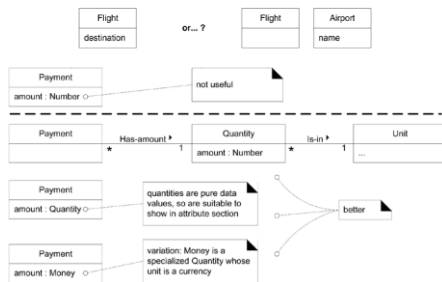 Flight
destination
or... ?
Flight
Airport
name
Payment
amount : Number
not useful
Payment
Has-amount
*
1
Quantity
amount : Number
Is-in
*
1
Unit
...
Payment
amount : Quantity
quantities are pure data
values, so are suitable to
show in attribute section
better
Payment
amount : Money
variation: Money is a
specialized Quantity whose
unit is a currency